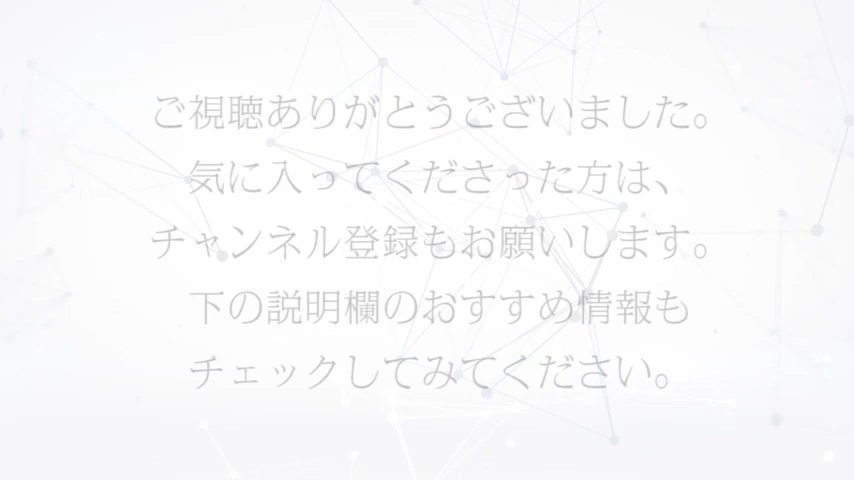 ご視聴ありがとうございました。
気に入ってくださった方は、
チャンネル登録もお願いします。
下の説明欄のおすすめ情報も
チェックしてみてください。